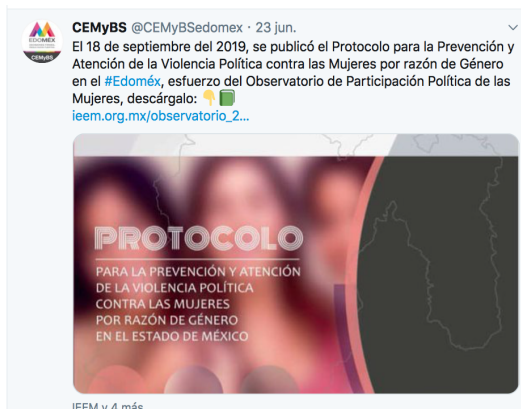 CEMyBS @CEMyBSedomex · 23 jun.
El 18 de septiembre del 2019, se publicó el Protocolo para la Prevención y
Atención de la Violencia Política contra las Mujeres por razón de Género
en el #Edoméx, esfuerzo del Observatorio de Participación Política de las
Mujeres, descárgalo: 👇📗
ieem.org.mx/observatorio_2...
EDOMÉX
CEMyBS
PROTOCOLO
PARA LA PREVENCIÓN Y ATENCIÓN
DE LA VIOLENCIA POLÍTICA
CONTRA LAS MUJERES
POR RAZÓN DE GÉNERO
EN EL ESTADO DE MÉXICO
IEEM y 4 más